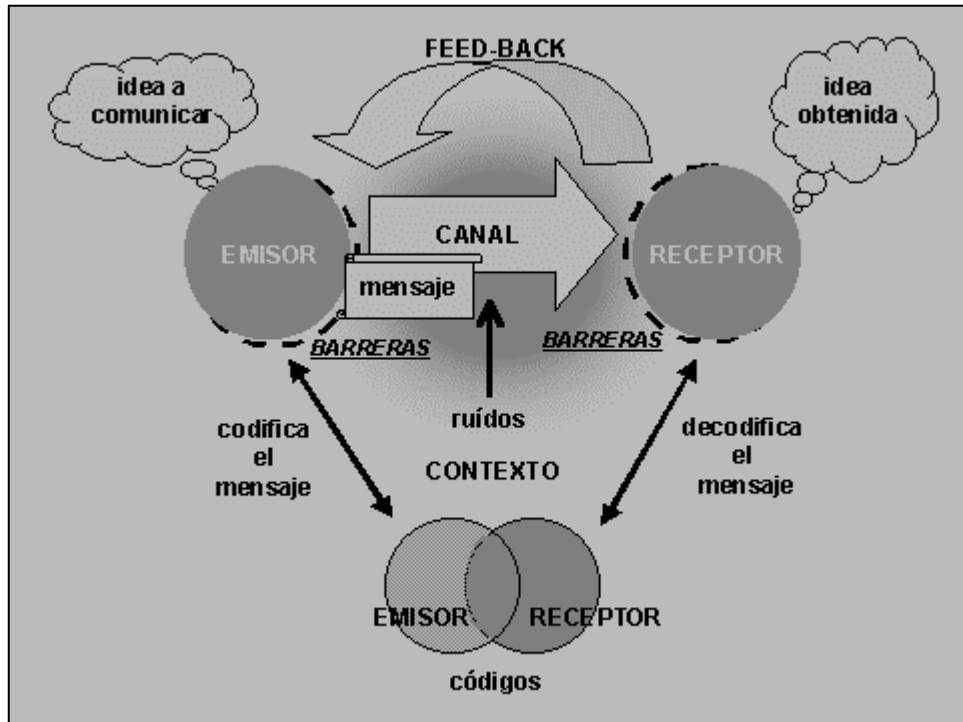 FEED-BACK
idea a
comunicar
idea
obtenida
EMISOR
CANAL
RECEPTOR
mensaje
BARRERAS
BARRERAS
ruídos
codifica
el
mensaje
decodifica
el
mensaje
CONTEXTO
EMISOR
RECEPTOR
códigos